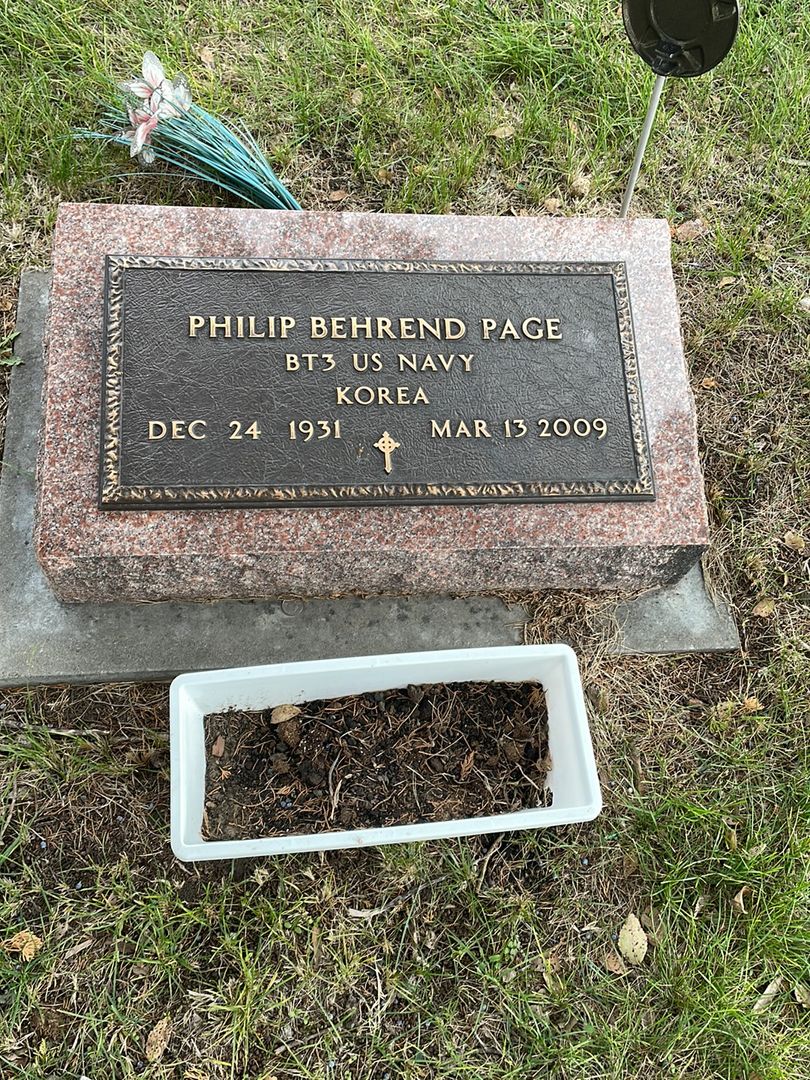 PHILIP BEHREND PAGE
BT3 US NAVY
KOREA
DEC 24 1931 MAR 13 2009